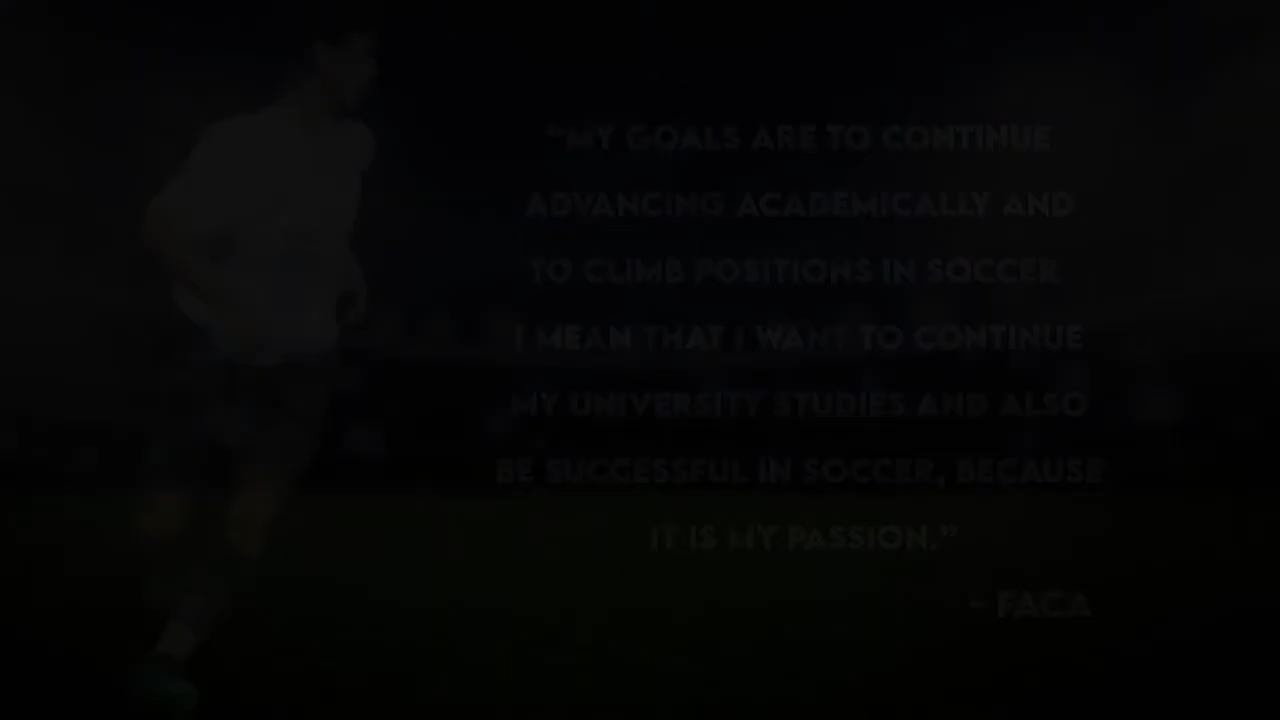 “MY GOALS ARE TO CONTINUE
ADVANCING ACADEMICALLY AND
TO CLIMB POSITIONS IN SOCCER
I MEAN THAT I WANT TO CONTINUE
MY UNIVERSITY STUDIES AND ALSO
BE SUCCESSFUL IN SOCCER, BECAUSE
IT IS MY PASSION.”
- FACA